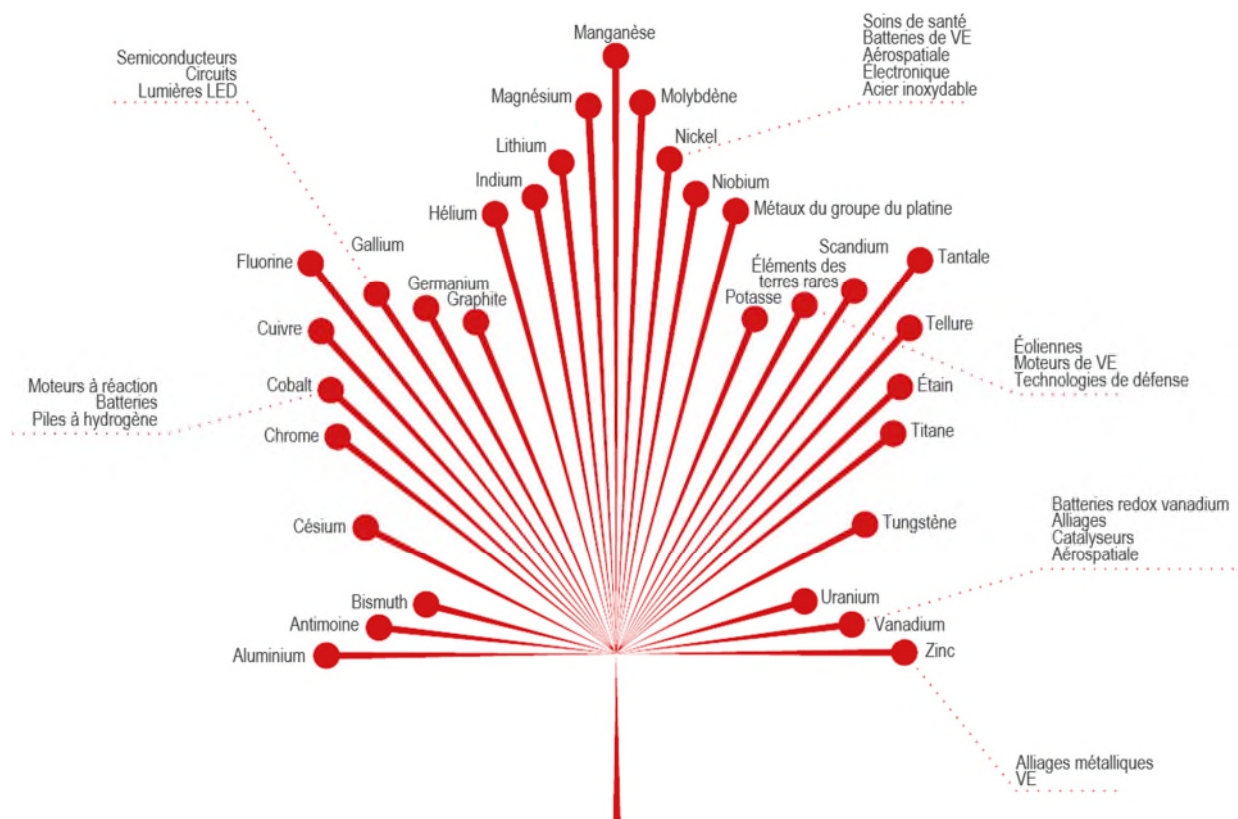 Manganèse
Soins de santé
Batteries de VE
Aérospatiale
Électronique
Acier inoxydable
Semiconducteurs
Circuits
Lumières LED
Magnésium
Molybdène
Lithium
Nickel
Indium
Niobium
Hélium
Métaux du groupe du platine
Gallium
Scandium
Fluorine
Tantale
Germanium
Éléments des
terres rares
Graphite
Potasse
Cuivre
Tellure
Éoliennes
Moteurs de VE
Technologies de défense
Moteurs à réaction
Batteries
Piles à hydrogène
Cobalt
Étain
Chrome
Titane
Césium
Tungstène
Batteries redox vanadium
Alliages
Catalyseurs
Aérospatiale
Bismuth
Uranium
Antimoine
Vanadium
Aluminium
Zinc
Alliages métalliques
VE